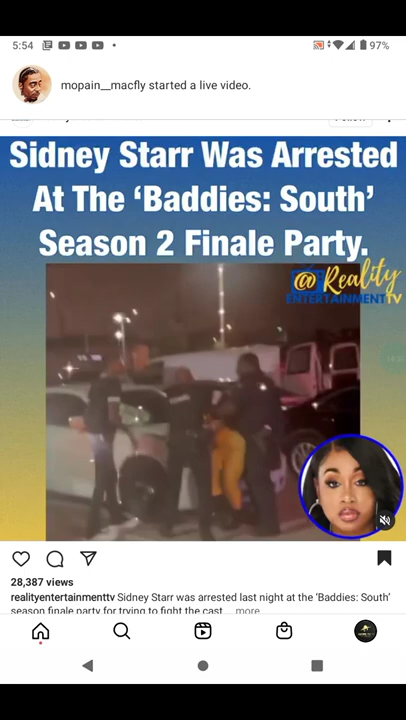 5:54
97%
mopain__macfly started a live video.
Sidney Starr Was Arrested
At The ‘Baddies: South’
Season 2 Finale Party.
@Reality
ENTERTAINMENTTV
28,387 views
realityentertainmenttv Sidney Starr was arrested last night at the ‘Baddies: South’
season finale party for trying to fight the cast... more